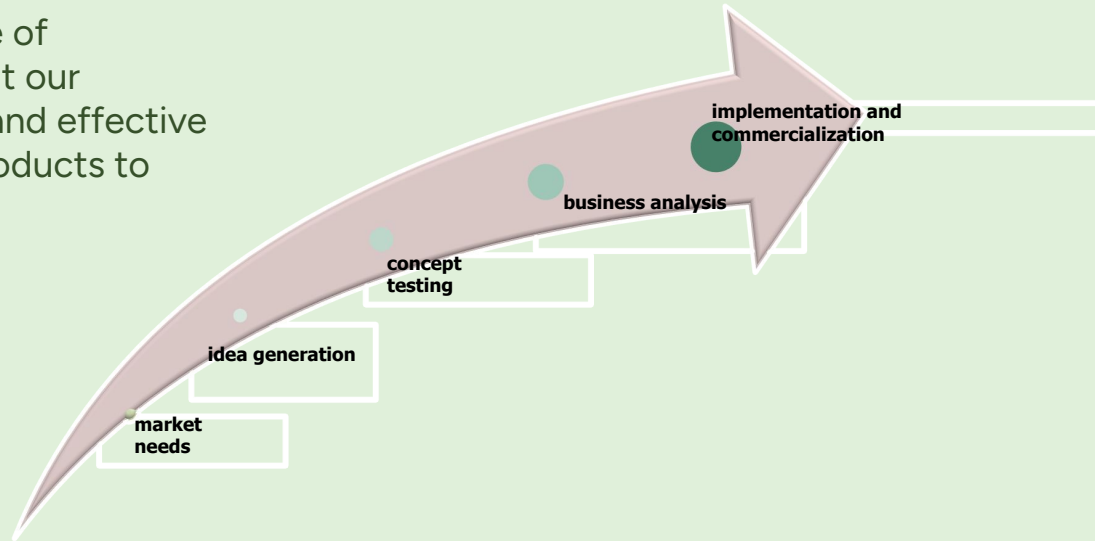 e of
t our
and effective
oducts to
implementation and
commercialization
business analysis
concept
testing
idea generation
market
needs